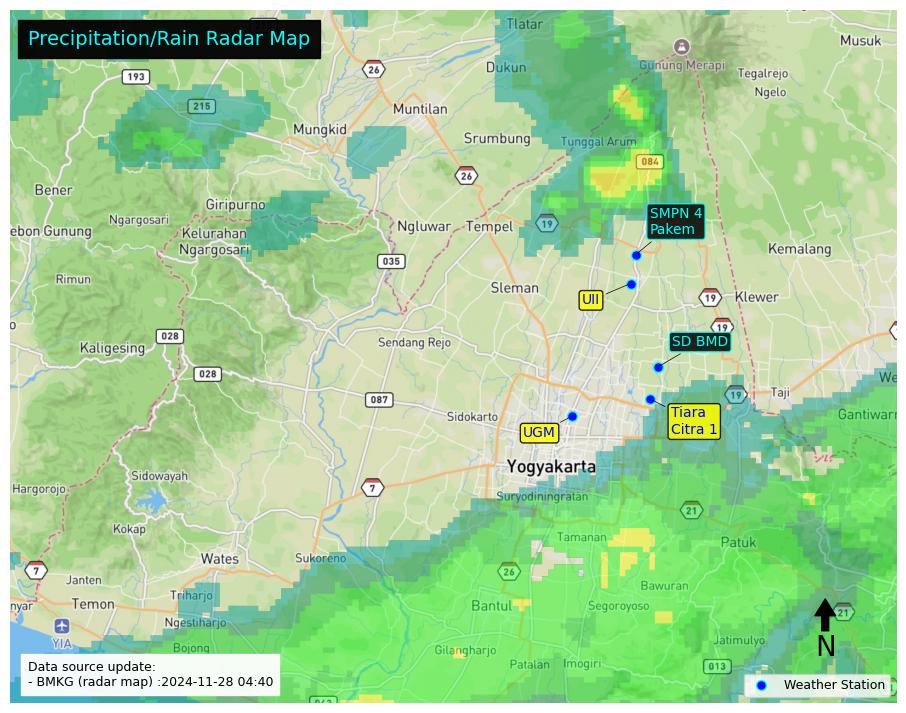 Precipitation/Rain Radar Map
Tlatar
Musuk
26
193
Dukun
Gunung Merapi
Tegalrejo
Ngelo
215
Muntilan
Mungkid
Srumbung
Tunggal Arum
084
26
Bener
Giripurno
Ngargosari
ebon Gunung
Kelurahan
Ngargosari
Ngluwar
Tempel
19
SMPN 4
Pakem
Kemalang
035
Rimun
Sleman
UII
19
Klewer
19
028
Kaligesing
Sendang Rejo
SD BMD
028
087
We
19
Taji
Sidokarto
UGM
Tiara
Citra 1
Gantiwarn
Yogyakarta
Sidowayah
Hargorojo
7
Suryodiningratan
21
Kokap
Tamanan
Patuk
Wates
Sukoreno
7
Janten
26
Bawuran
Triharjo
nyar
Temon
Bantul
Segoroyoso
21
Ngestiharjo
YIA
N
Bojong
Gilangharjo
Jatimulyo
Patalan
Imogiri
013
Data source update:
- BMKG (radar map) :2024-11-28 04:40
Weather Station